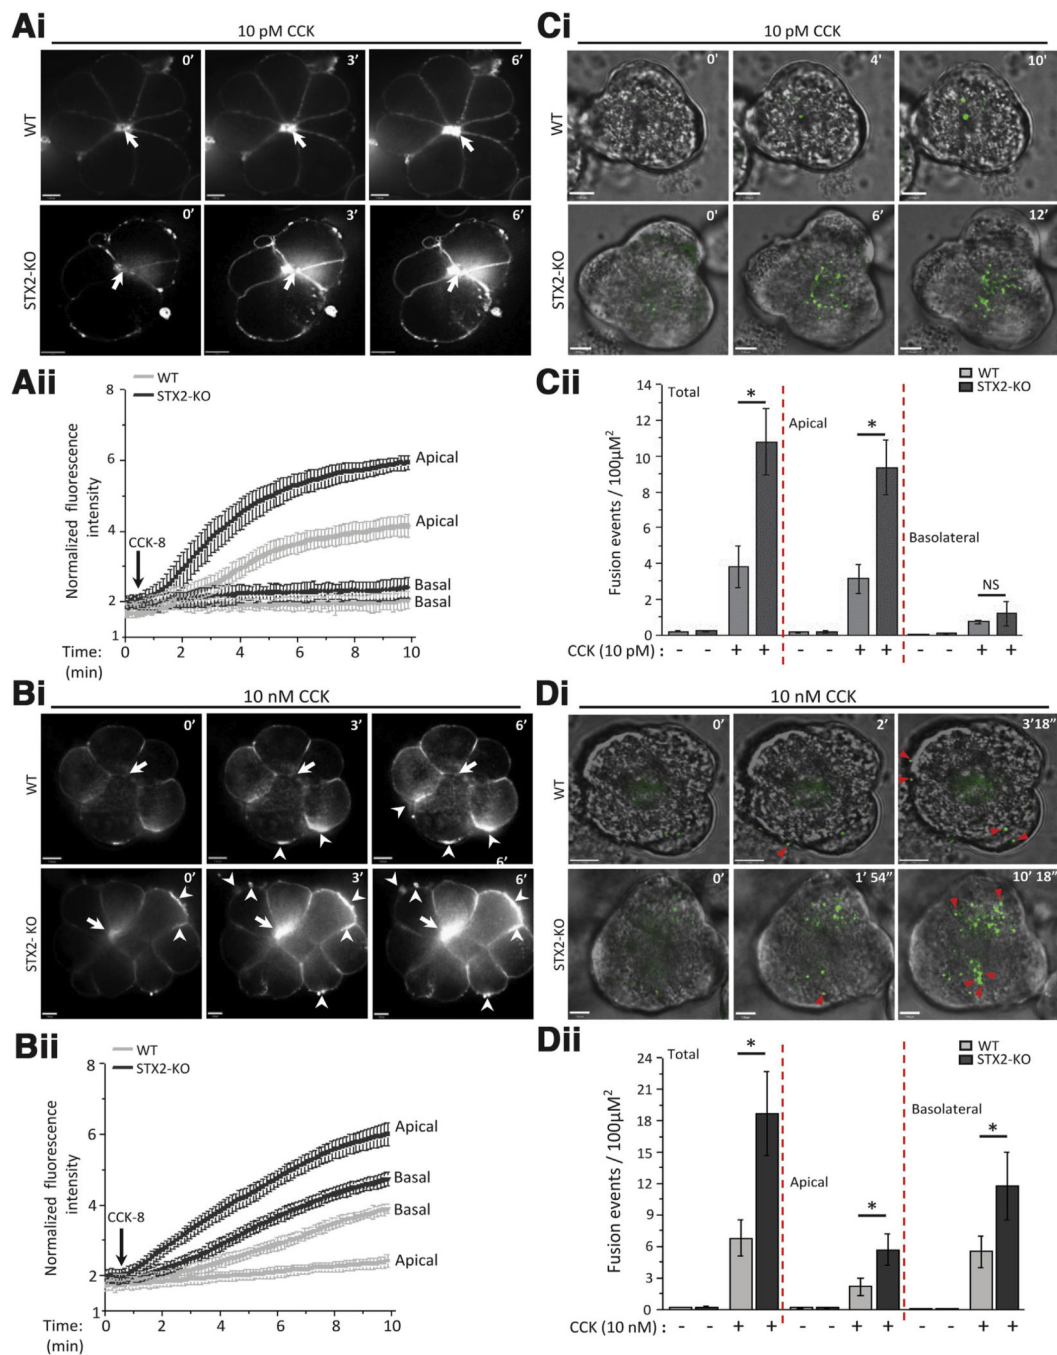 Ai
10 pM CCK
0' 3' 6'
WT
0' 3' 6'
STX2-KO
Aii
WT
STX2-KO
Normalized fluorescence
intensity
8
6
4
2
1
CCK-8
Apical
Apical
Basal
Basal
0 2 4 6 8 10
Time:
(min)
Bi
10 nM CCK
0' 3' 6'
WT
6'
0' 3' 6'
STX2-KO
Bii
WT
STX2-KO
Normalized fluorescence
intensity
8
6
4
2
1
CCK-8
Apical
Basal
Basal
Apical
0 2 4 6 8 10
Time:
(min)
Ci
10 pM CCK
0' 4' 10'
WT
0' 6' 12'
STX2-KO
Cii
WT
STX2-KO
Fusion events / 100µM²
14
12
10
8
6
4
2
0
Total
*
Apical
*
Basolateral
NS
CCK (10 pM) : - - + + - - + + - - + +
Di
10 nM CCK
0' 2' 3'18"
WT
0' 1' 54" 10' 18"
STX2-KO
Dii
WT
STX2-KO
Fusion events / 100µM²
24
21
18
15
12
9
6
3
0
Total
*
Apical
*
Basolateral
*
CCK (10 nM) : - - + + - - + + - - + +